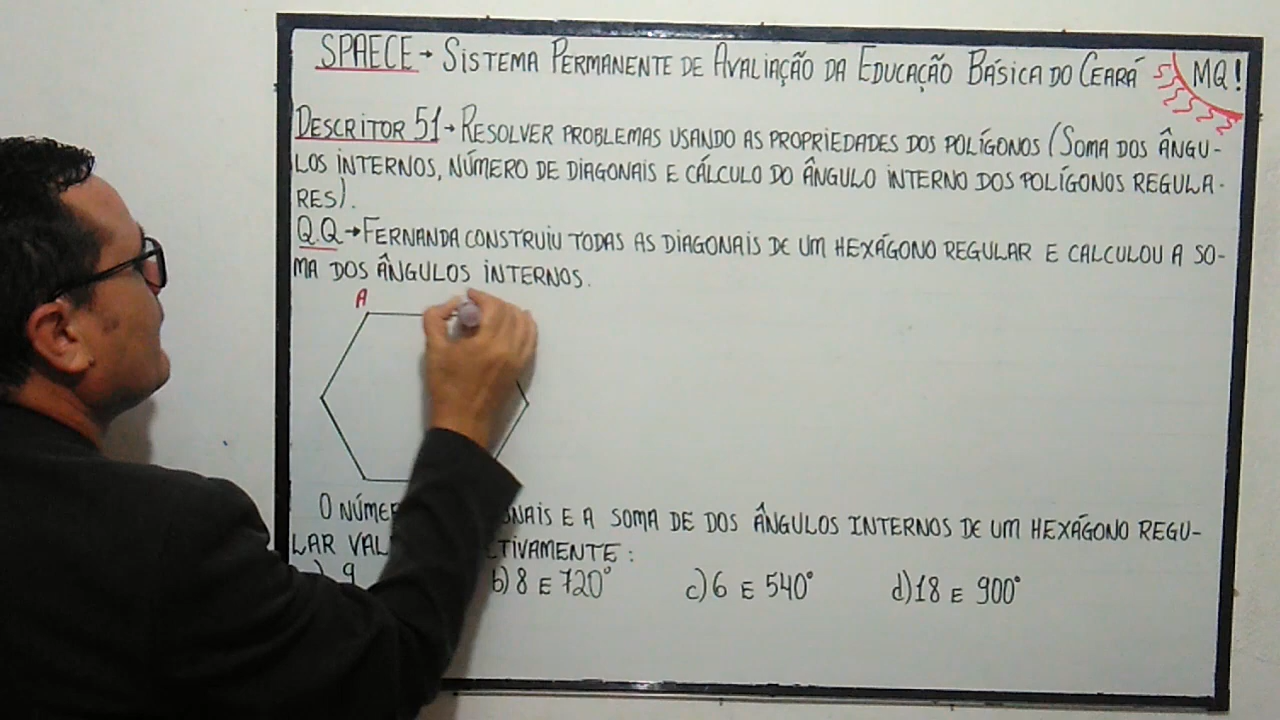 SPAECE → SISTEMA PERMANENTE DE AVALIAÇÃO DA EDUCAÇÃO BÁSICA DO CEARÁ MQ!
DESCRITOR 51 → RESOLVER PROBLEMAS USANDO AS PROPRIEDADES DOS POLÍGONOS (SOMA DOS ÂNGU-
LOS INTERNOS, NÚMERO DE DIAGONAIS E CÁLCULO DO ÂNGULO INTERNO DOS POLÍGONOS REGULA-
RES).
Q.Q → FERNANDA CONSTRUIU TODAS AS DIAGONAIS DE UM HEXÁGONO REGULAR E CALCULOU A SO-
MA DOS ÂNGULOS INTERNOS.
A
O NÚME ONAIS E A SOMA DE DOS ÂNGULOS INTERNOS DE UM HEXÁGONO REGU-
LAR VAL TIVAMENTE:
9 b) 8 E 720° c) 6 E 540° d) 18 E 900°